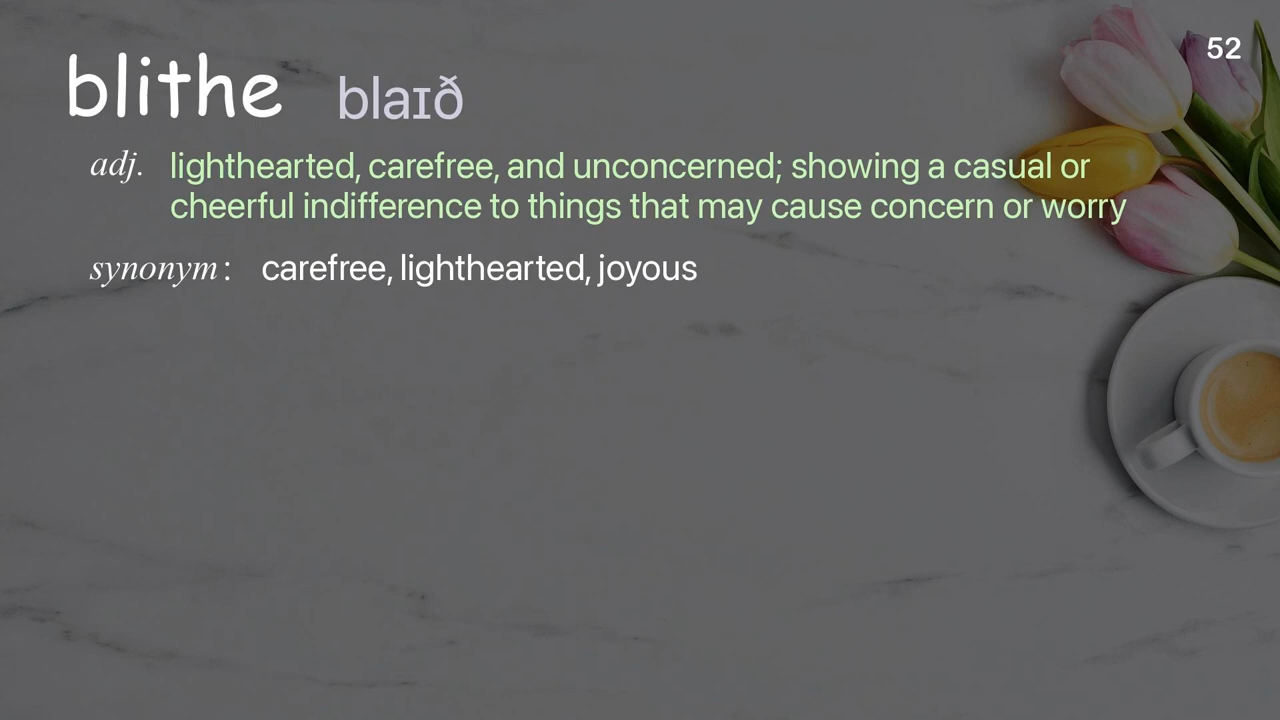 52
blithe blaɪð
adj. lighthearted, carefree, and unconcerned; showing a casual or
cheerful indifference to things that may cause concern or worry
synonym: carefree, lighthearted, joyous